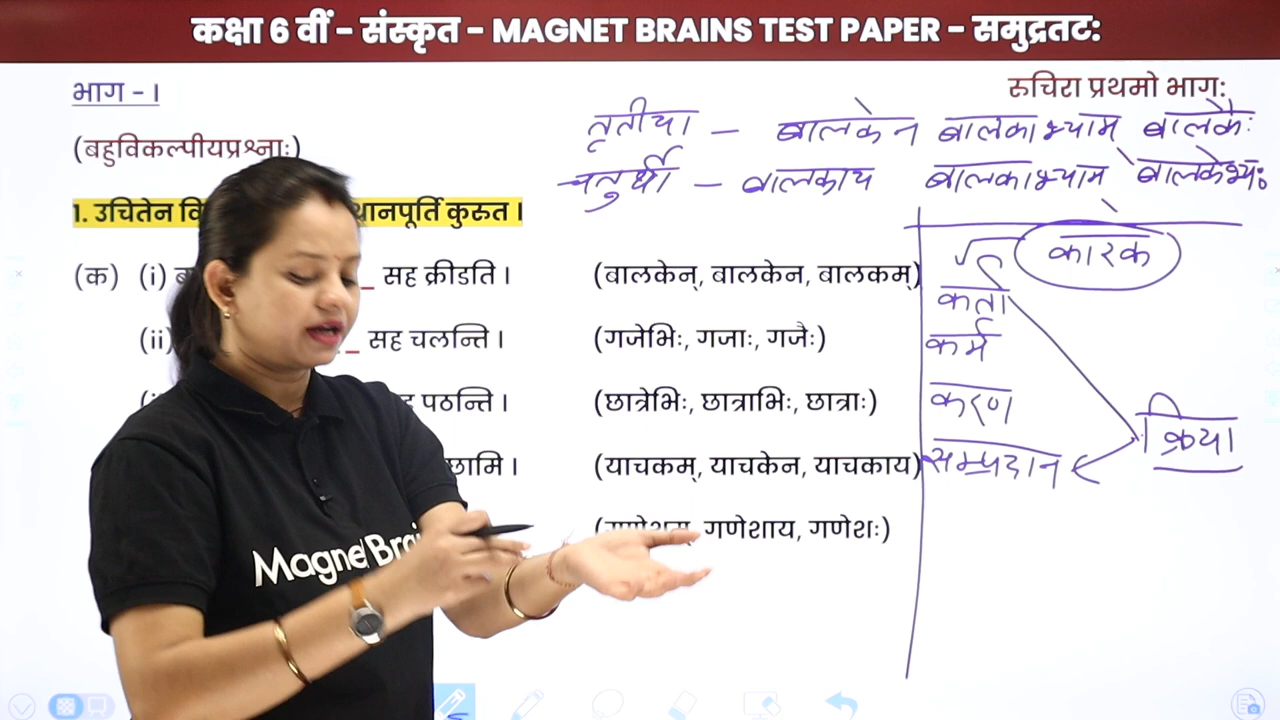 कक्षा 6 वीं - संस्कृत - MAGNET BRAINS TEST PAPER - समुद्रतट:
भाग - I
रुचिरा प्रथमो भाग:
(बहुविकल्पीयप्रश्ना:)
तृतीया - बालकेन बालकाभ्याम् बालकैः
चतुर्थी - बालकाय बालकाभ्याम् बालकेभ्यः
1. उचितेन थानपूर्ति कुरुत ।
कारक
(क) (i) सह क्रीडति । (बालकेन्, बालकेन, बालकम्)
कर्ता
(ii) सह चलन्ति । (गजेभिः, गजाः, गजैः)
कर्म
पठन्ति । (छात्रेभिः, छात्राभिः, छात्राः)
करण
क्रिया
छामि । (याचकम्, याचकेन, याचकाय)
सम्प्रदान
गणेशाय, गणेशः)
Magnet Brai